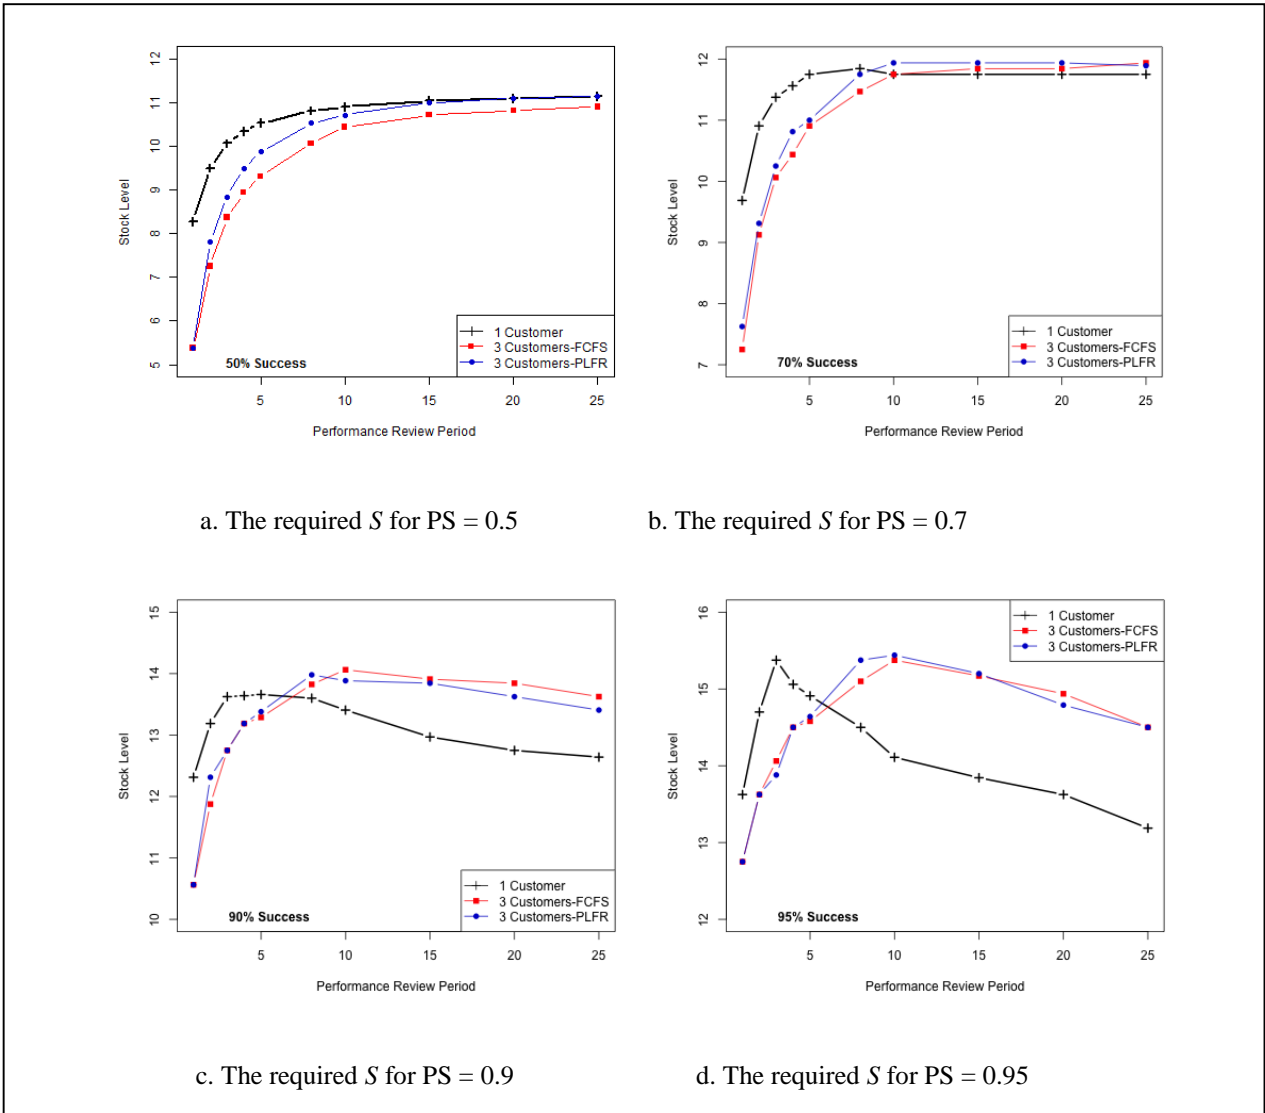 12
11
10
9
8
7
6
5
Stock Level
50% Success
1 Customer
3 Customers-FCFS
3 Customers-PLFR
5 10 15 20 25
Performance Review Period
a. The required S for PS = 0.5
12
11
10
9
8
7
Stock Level
70% Success
1 Customer
3 Customers-FCFS
3 Customers-PLFR
5 10 15 20 25
Performance Review Period
b. The required S for PS = 0.7
15
14
13
12
11
10
Stock Level
90% Success
1 Customer
3 Customers-FCFS
3 Customers-PLFR
5 10 15 20 25
Performance Review Period
c. The required S for PS = 0.9
16
15
14
13
12
Stock Level
1 Customer
3 Customers-FCFS
3 Customers-PLFR
95% Success
5 10 15 20 25
Performance Review Period
d. The required S for PS = 0.95